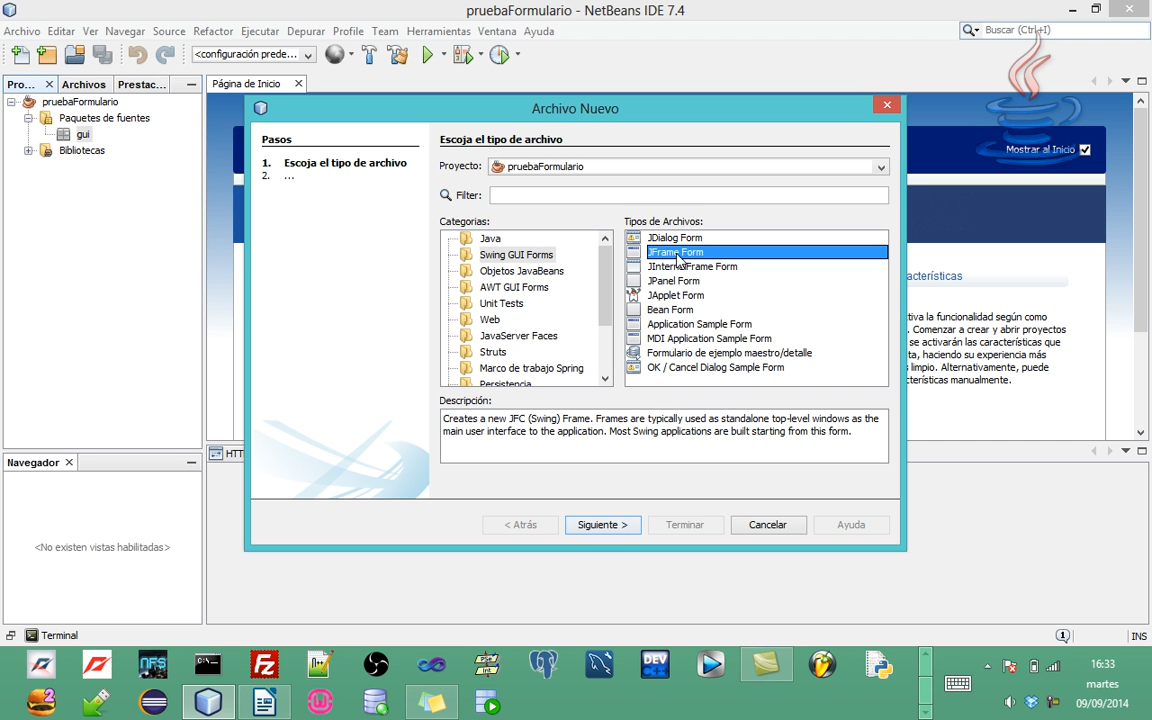 pruebaFormulario - NetBeans IDE 7.4
Archivo Editar Ver Navegar Source Refactor Ejecutar Depurar Profile Team Herramientas Ventana Ayuda
Buscar (Ctrl+I)
<configuración prede...
Pro... Archivos Prestac... Página de Inicio
pruebaFormulario
Paquetes de fuentes
gui
Bibliotecas
Mostrar al Inicio
Archivo Nuevo
Pasos
1. Escoja el tipo de archivo
2. ...
Escoja el tipo de archivo
Proyecto: pruebaFormulario
Filter:
Categorías:
Java
Swing GUI Forms
Objetos JavaBeans
AWT GUI Forms
Unit Tests
Web
JavaServer Faces
Struts
Marco de trabajo Spring
Persistencia
Tipos de Archivos:
JDialog Form
JFrame Form
JInternalFrame Form
JPanel Form
JApplet Form
Bean Form
Application Sample Form
MDI Application Sample Form
Formulario de ejemplo maestro/detalle
OK / Cancel Dialog Sample Form
Descripción:
Creates a new JFC (Swing) Frame. Frames are typically used as standalone top-level windows as the
main user interface to the application. Most Swing applications are built starting from this form.
< Atrás Siguiente > Terminar Cancelar Ayuda
acterísticas
tiva la funcionalidad según como
. Comenzar a crear y abrir proyectos
se activarán las características que
ta, haciendo su experiencia más
limpio. Alternativamente, puede
cterísticas manualmente.
Navegador
HTT
<No existen vistas habilitadas>
Terminal
1
INS
NFS
DEV
C++
2
16:33
martes
09/09/2014